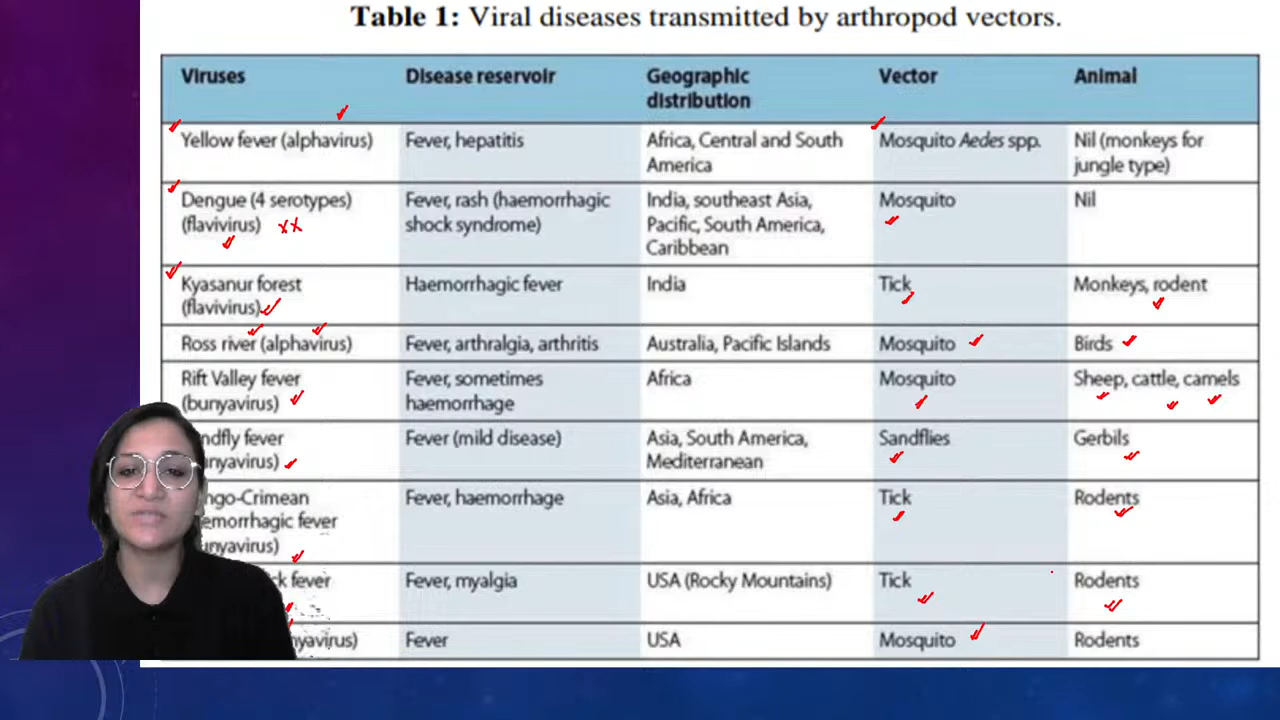 Table 1: Viral diseases transmitted by arthropod vectors.
Viruses Disease reservoir Geographic distribution Vector Animal
Yellow fever (alphavirus) Fever, hepatitis Africa, Central and South America Mosquito Aedes spp. Nil (monkeys for jungle type)
Dengue (4 serotypes) (flavivirus) Fever, rash (haemorrhagic shock syndrome) India, southeast Asia, Pacific, South America, Caribbean Mosquito Nil
Kyasanur forest (flavivirus) Haemorrhagic fever India Tick Monkeys, rodent
Ross river (alphavirus) Fever, arthralgia, arthritis Australia, Pacific Islands Mosquito Birds
Rift Valley fever (bunyavirus) Fever, sometimes haemorrhage Africa Mosquito Sheep, cattle, camels
fever Fever (mild disease) Asia, South America, Mediterranean Sandflies Gerbils
Crimean fever Fever, haemorrhage Asia, Africa Tick Rodents
fever Fever, myalgia USA (Rocky Mountains) Tick Rodents
Fever USA Mosquito Rodents